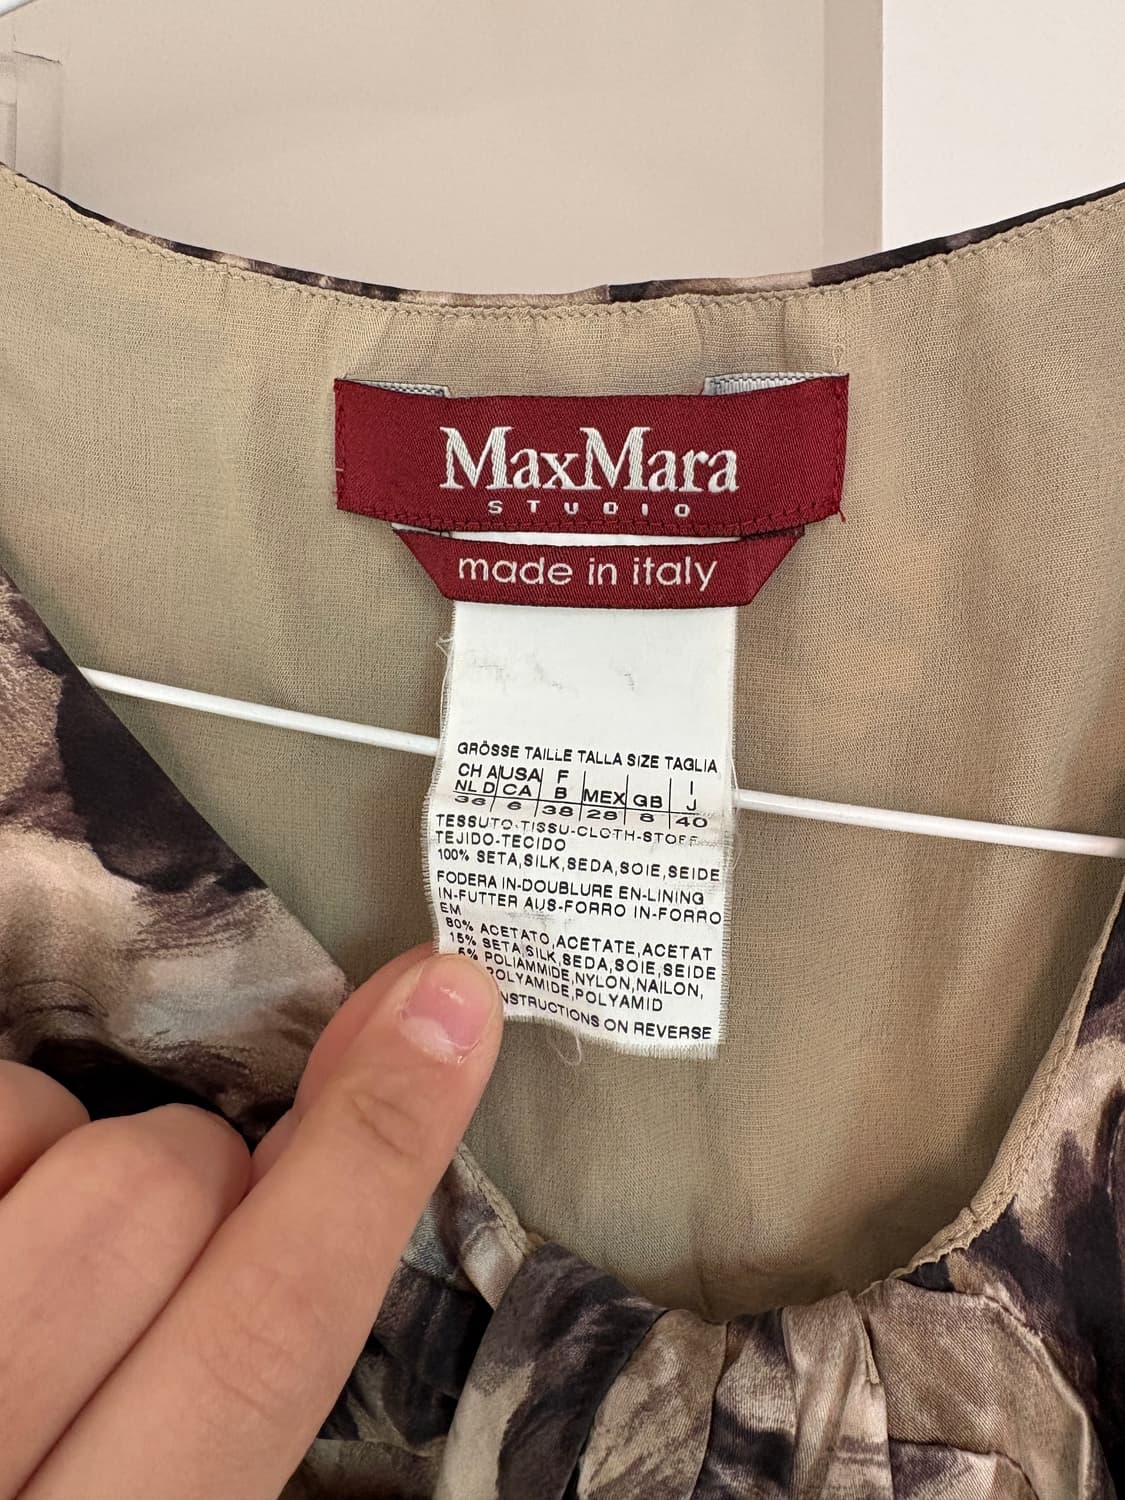 MaxMara
STUDIO
made in italy
GRÖSSE TAILLE TALLA SIZE TAGLIA
CH A USA F I
NL D CA B MEX GB J
36 6 38 28 8 40
TESSUTO-TISSU-CLOTH-STOFF
TEJIDO-TECIDO
100% SETA,SILK,SEDA,SOIE,SEIDE
FODERA IN-DOUBLURE EN-LINING
IN-FUTTER AUS-FORRO IN-FORRO
EM
80% ACETATO,ACETATE,ACETAT
15% SETA,SILK,SEDA,SOIE,SEIDE
5% POLIAMMIDE,NYLON,NAILON,
POLYAMIDE,POLYAMID
NSTRUCTIONS ON REVERSE